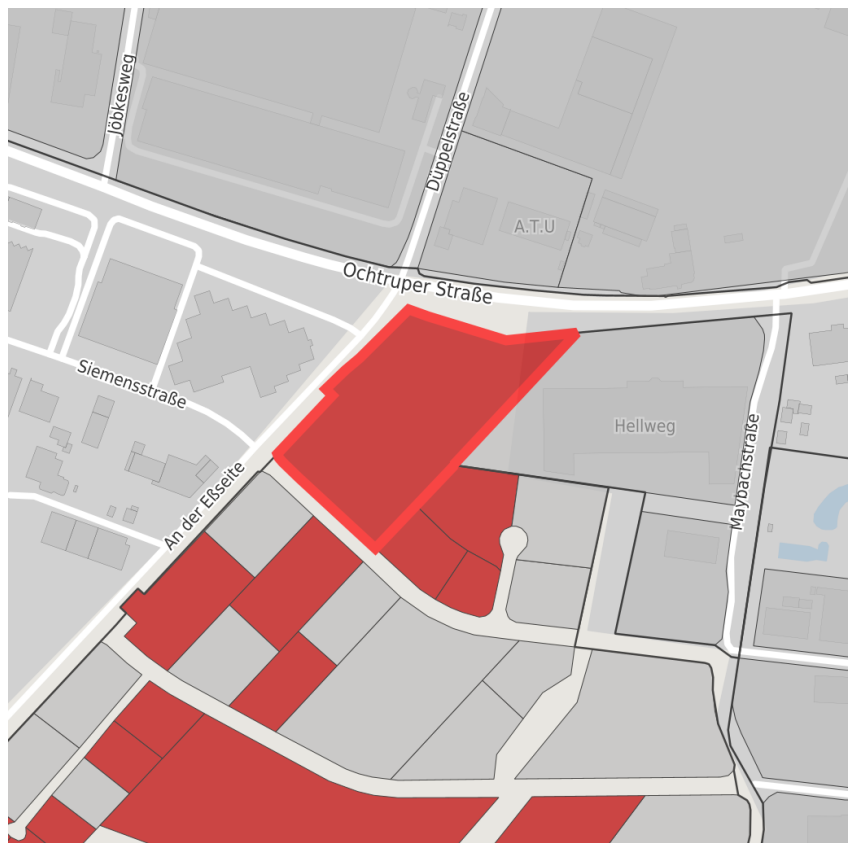 Jöbkesweg
Düppelstraße
A.T.U
Ochtruper Straße
Siemensstraße
Hellweg
Maybachstraße
An der Eßseite